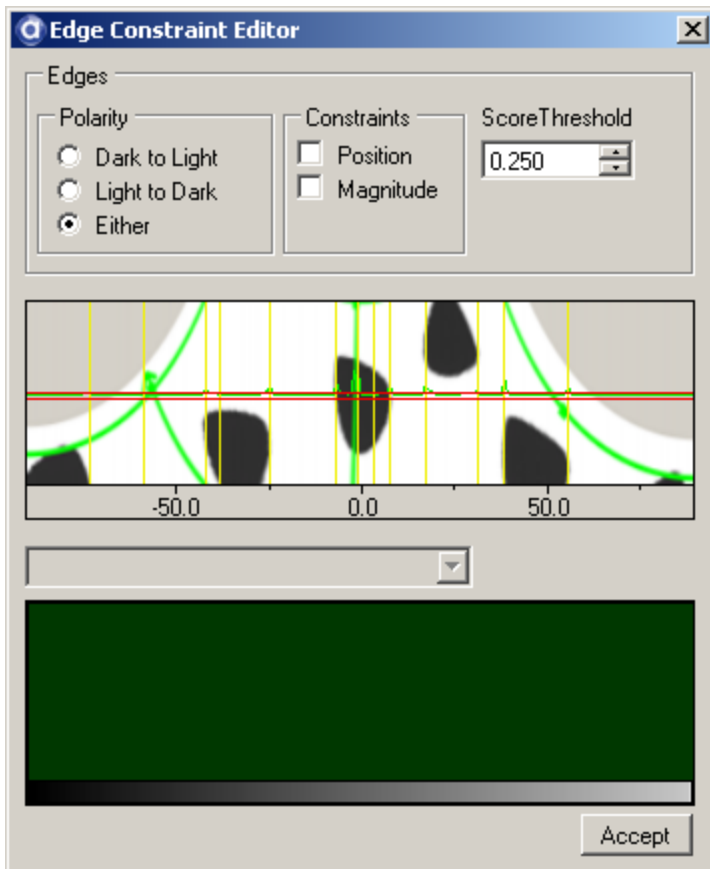 Edge Constraint Editor
Edges
Polarity
Dark to Light
Light to Dark
Either
Constraints
Position
Magnitude
ScoreThreshold
0.250
-50.0 0.0 50.0
Accept